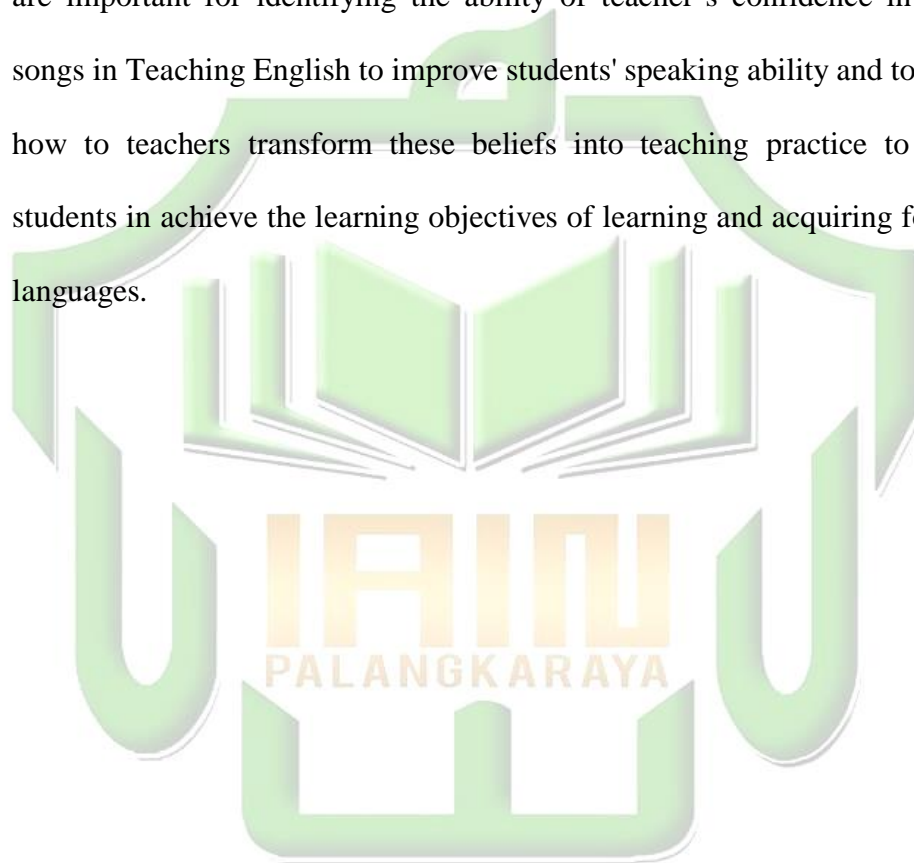 are important for identifying the ability of teacher's confidence in
songs in Teaching English to improve students' speaking ability and to
how to teachers transform these beliefs into teaching practice to
students in achieve the learning objectives of learning and acquiring
languages.
IAIN
PALANGKARAYA